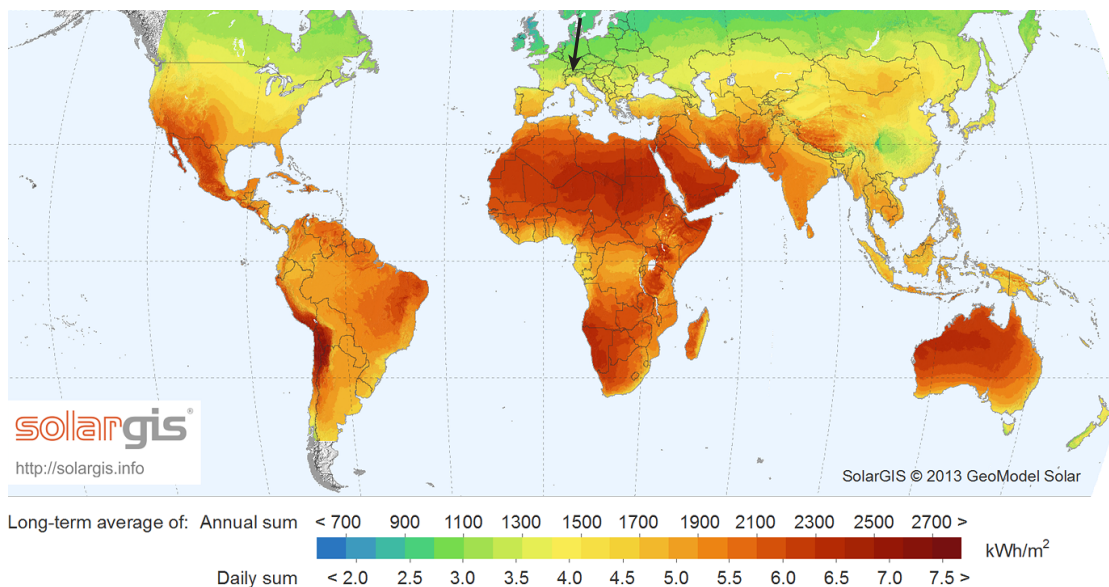 solargis®
http://solargis.info
SolarGIS © 2013 GeoModel Solar
Long-term average of: Annual sum < 700 900 1100 1300 1500 1700 1900 2100 2300 2500 2700 >
kWh/m²
Daily sum < 2.0 2.5 3.0 3.5 4.0 4.5 5.0 5.5 6.0 6.5 7.0 7.5 >